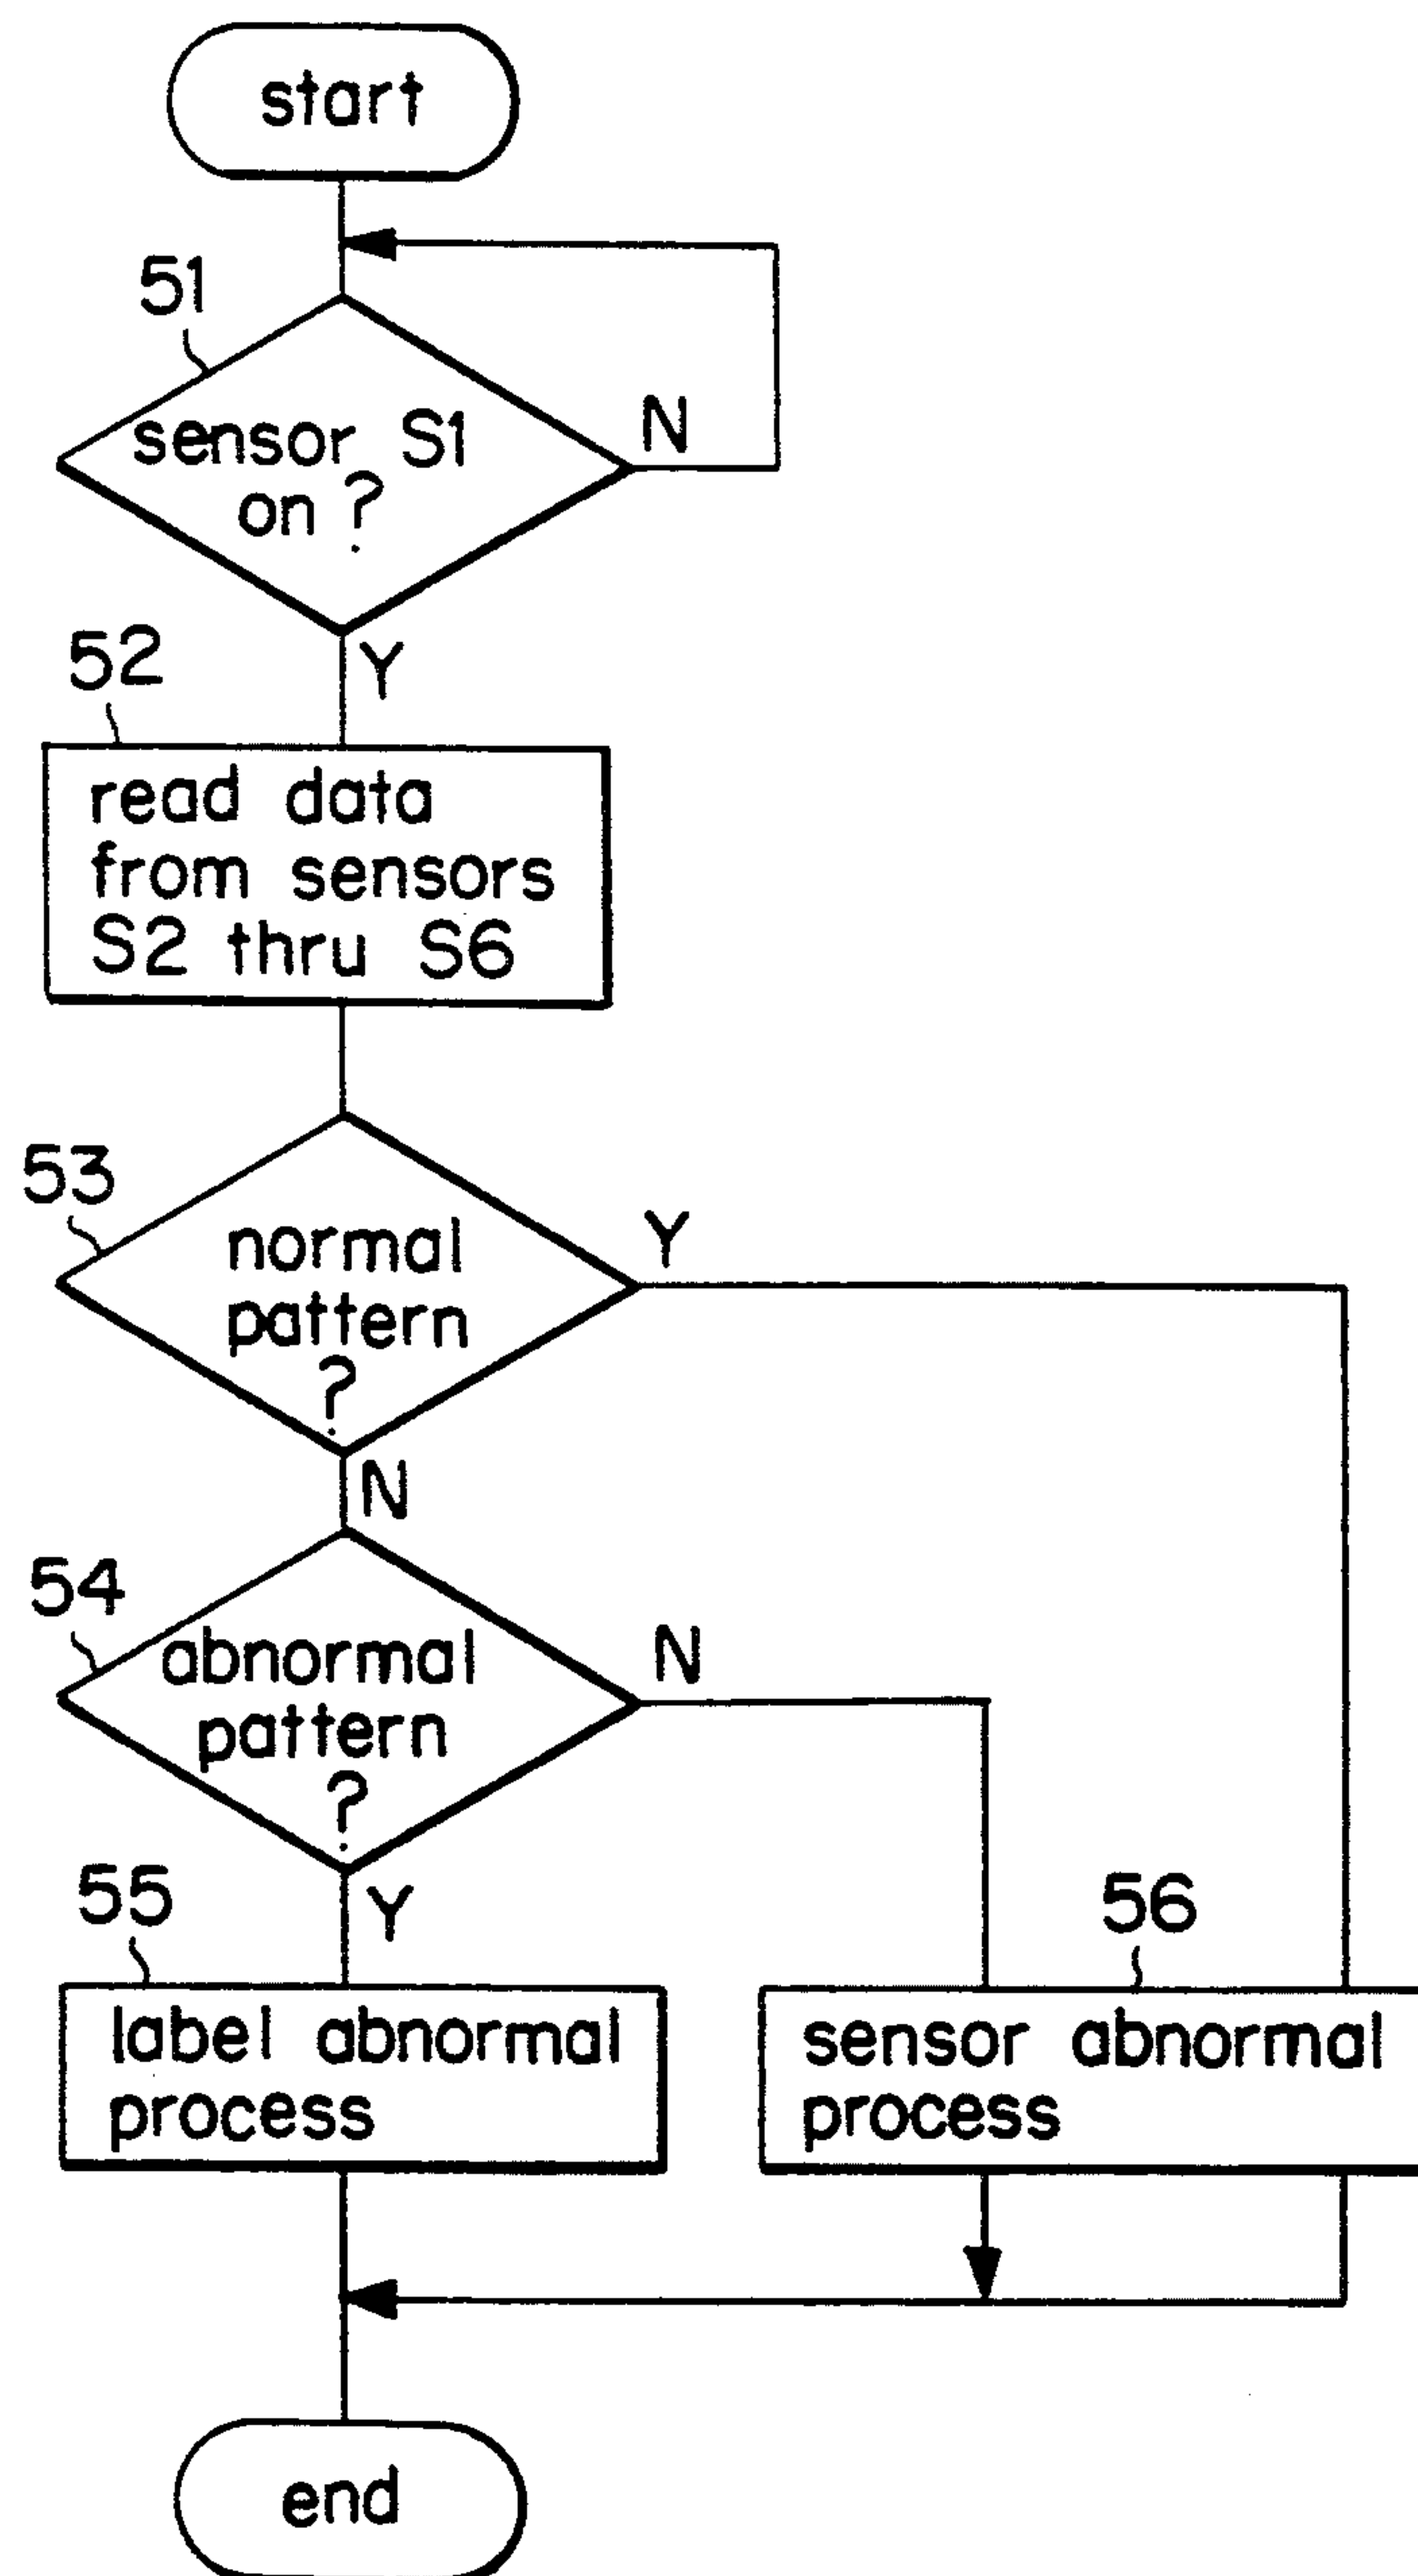 start
51
sensor S1
on ?
N
Y
52
read data
from sensors
S2 thru S6
53
normal
pattern
?
Y
N
54
abnormal
pattern
?
N
Y
55
label abnormal
process
56
sensor abnormal
process
end